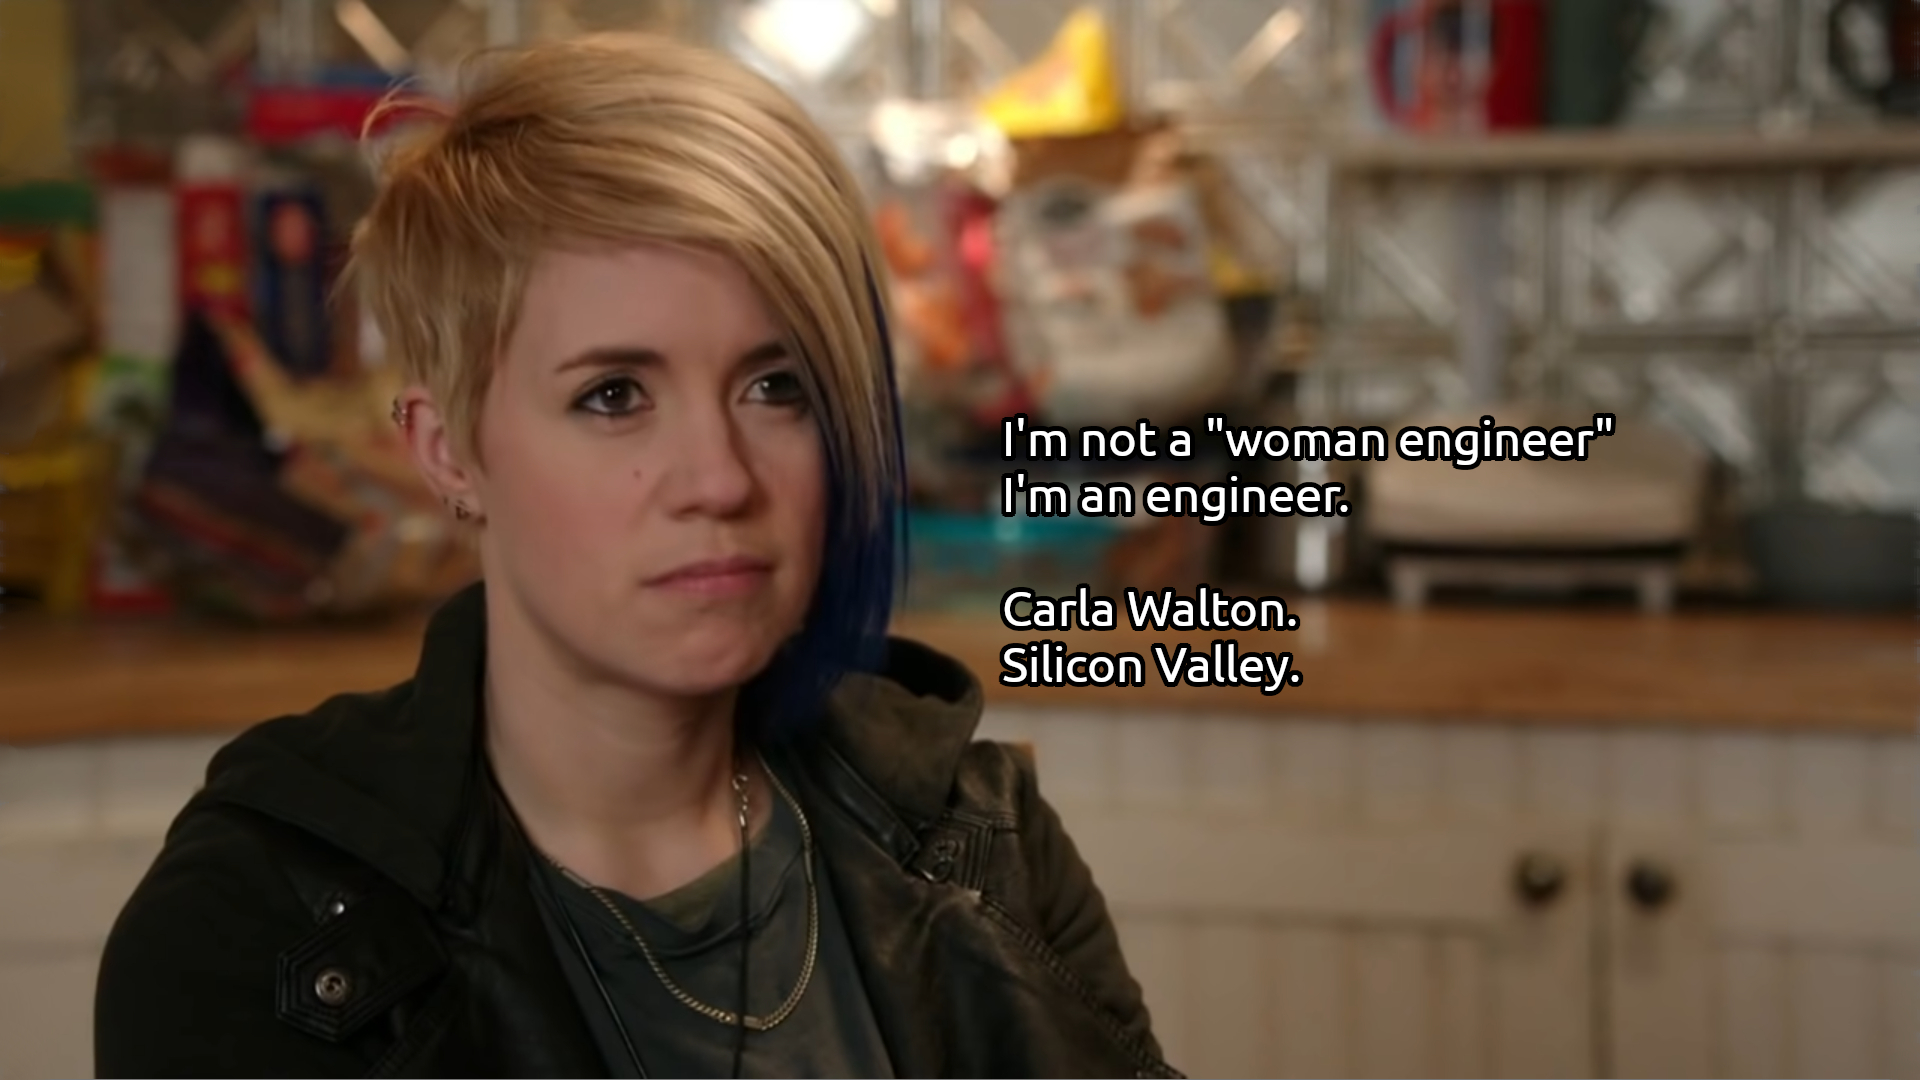 I'm not a "woman engineer"
I'm an engineer.
Carla Walton.
Silicon Valley.